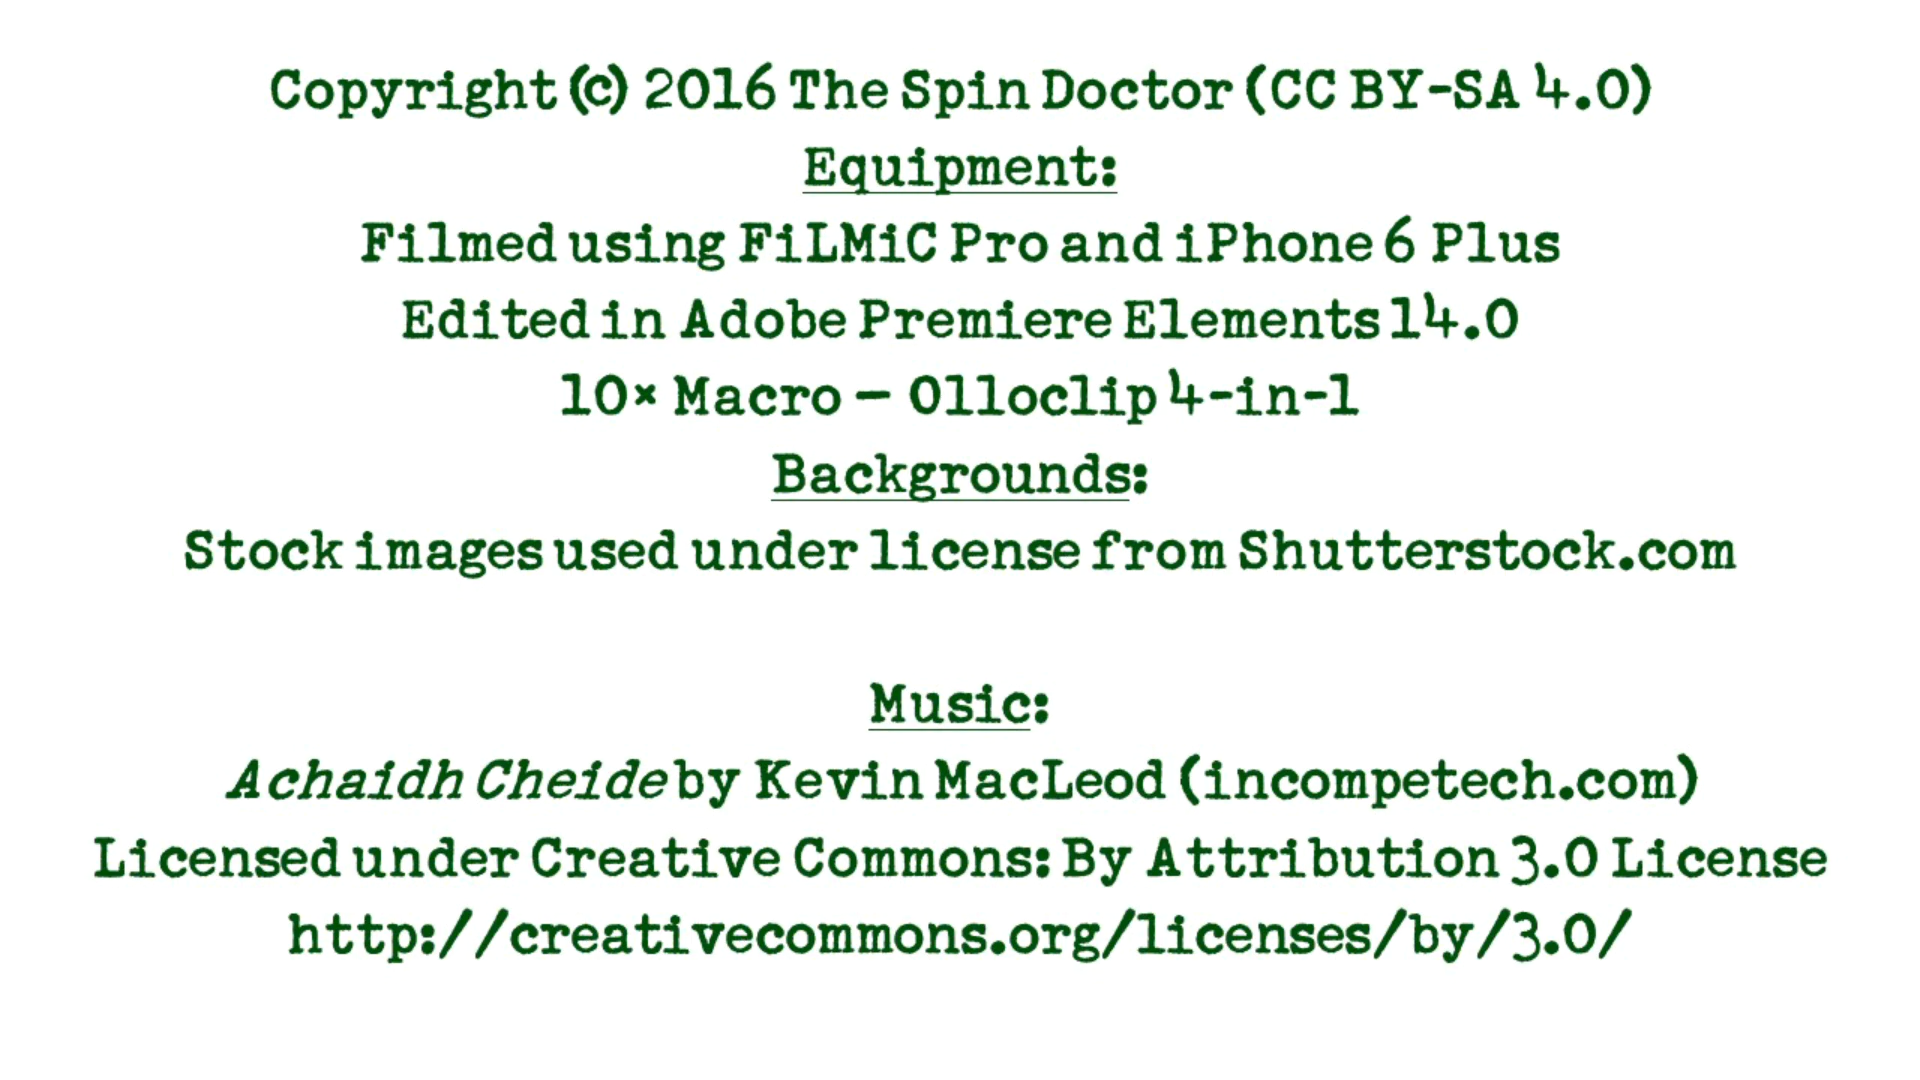 Copyright (c) 2016 The Spin Doctor (CC BY-SA 4.0)
Equipment:
Filmed using FiLMiC Pro and iPhone 6 Plus
Edited in Adobe Premiere Elements 14.0
10× Macro – Olloclip 4-in-1
Backgrounds:
Stock images used under license from Shutterstock.com
Music:
Achaidh Cheide by Kevin MacLeod (incompetech.com)
Licensed under Creative Commons: By Attribution 3.0 License
http://creativecommons.org/licenses/by/3.0/